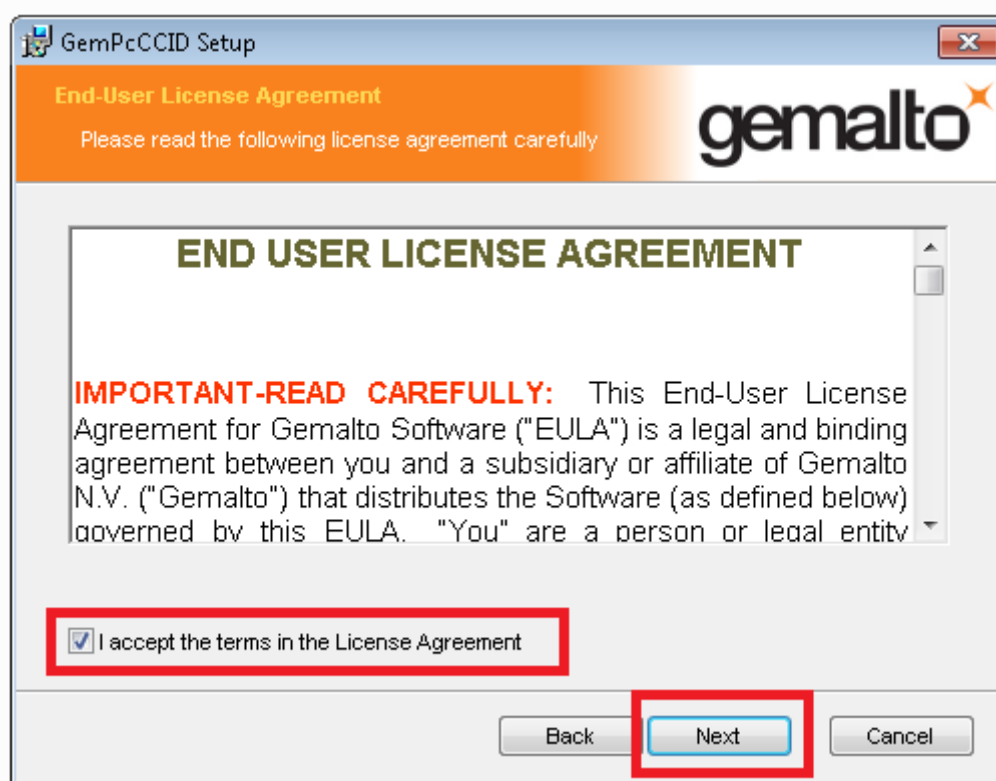 GemPcCCID Setup
End-User License Agreement
Please read the following license agreement carefully
gemalto
END USER LICENSE AGREEMENT
IMPORTANT-READ CAREFULLY: This End-User License
Agreement for Gemalto Software ("EULA") is a legal and binding
agreement between you and a subsidiary or affiliate of Gemalto
N.V. ("Gemalto") that distributes the Software (as defined below)
governed by this EULA. "You" are a person or legal entity
I accept the terms in the License Agreement
Back
Next
Cancel